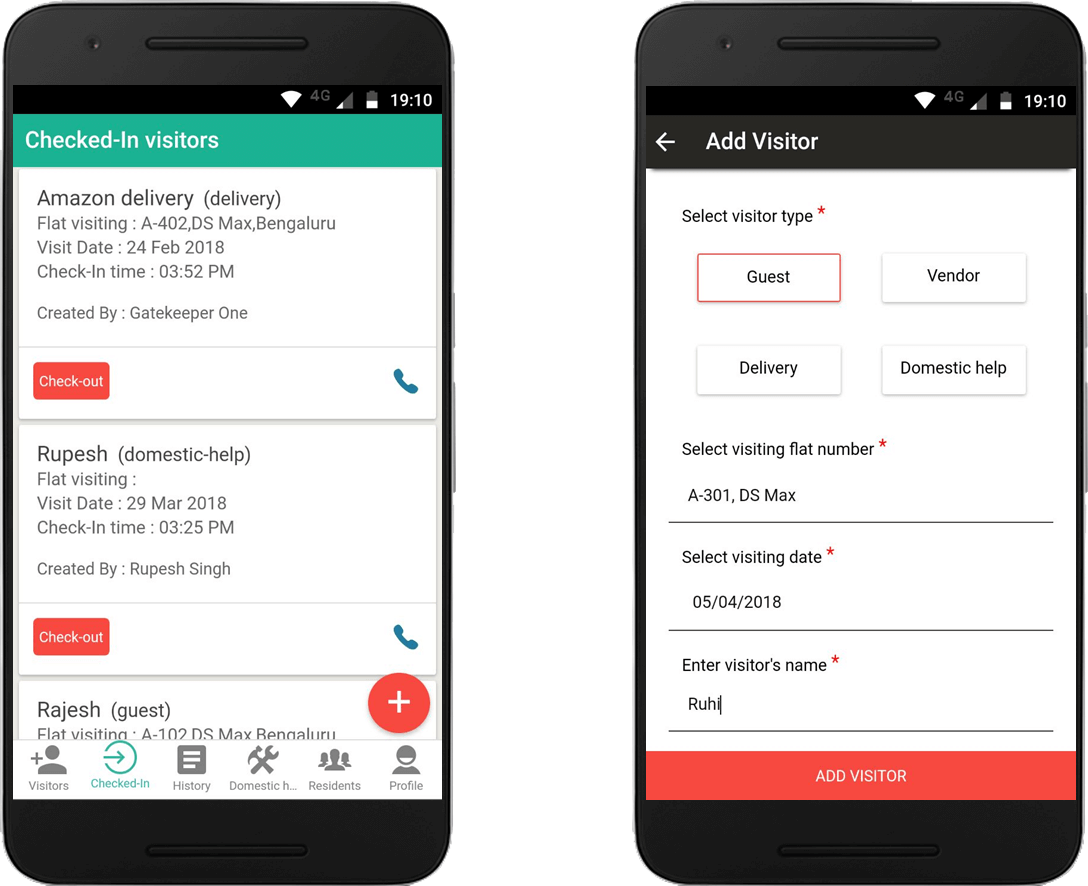 4G 19:10
Checked-In visitors
Amazon delivery (delivery)
Flat visiting : A-402,DS Max,Bengaluru
Visit Date : 24 Feb 2018
Check-In time : 03:52 PM
Created By : Gatekeeper One
Check-out
Rupesh (domestic-help)
Flat visiting :
Visit Date : 29 Mar 2018
Check-In time : 03:25 PM
Created By : Rupesh Singh
Check-out
Rajesh (guest)
Flat visiting : A-102,DS Max,Bengaluru
+
Visitors Checked-In History Domestic h... Residents Profile
4G 19:10
Add Visitor
Select visitor type *
Guest Vendor
Delivery Domestic help
Select visiting flat number *
A-301, DS Max
Select visiting date *
05/04/2018
Enter visitor's name *
Ruhi
ADD VISITOR